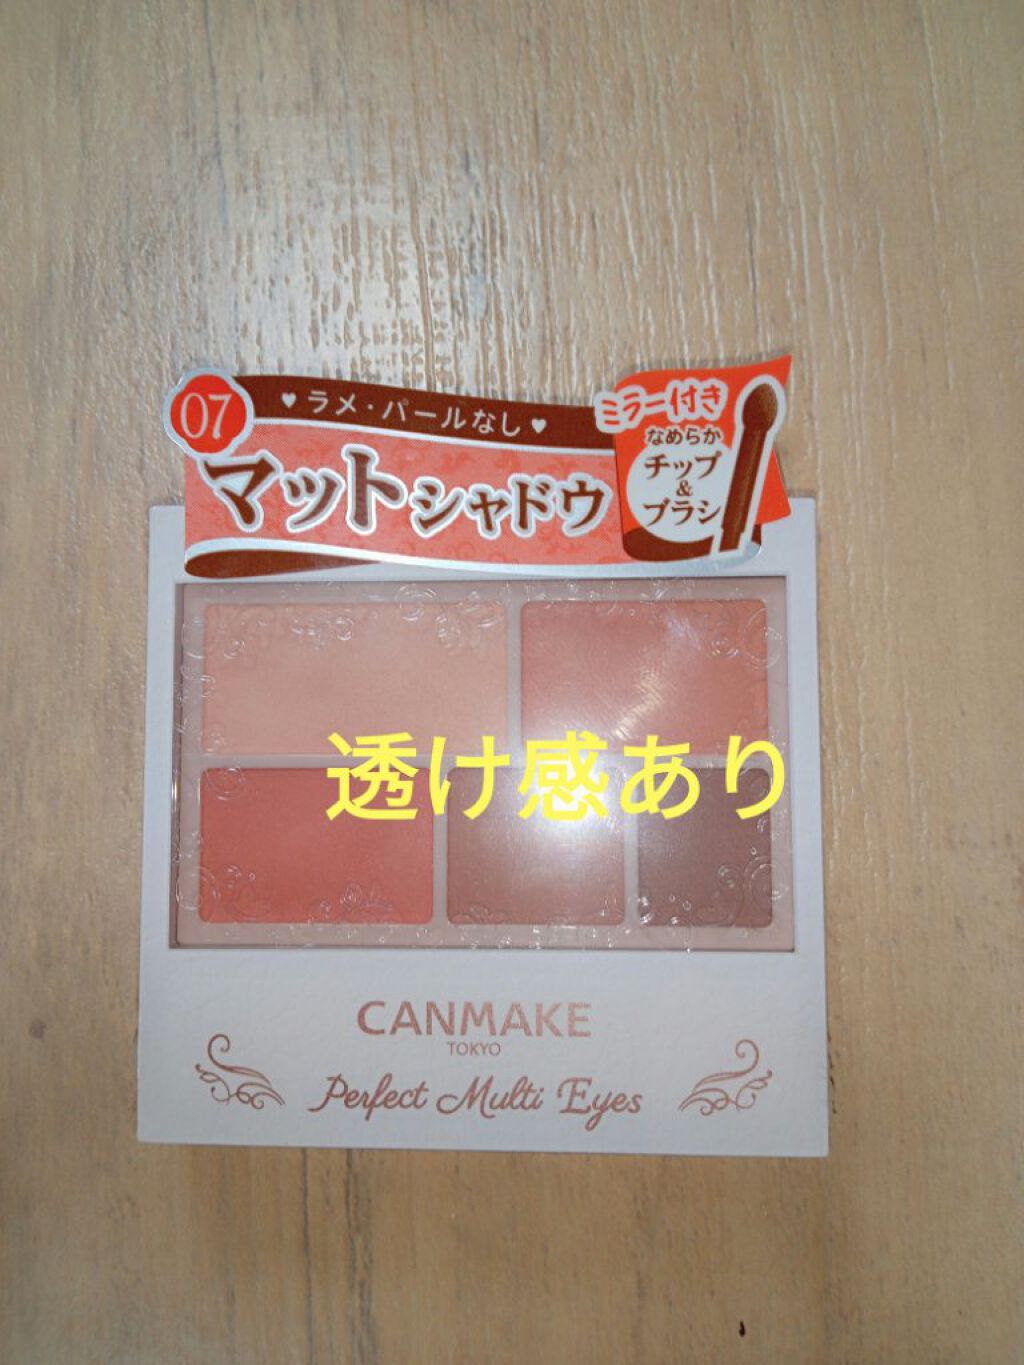 07
♥ラメ・パールなし♥
マットシャドウ
ミラー付き
なめらか
チップ
&
ブラシ
透け感あり
CANMAKE
TOKYO
Perfect Multi Eyes